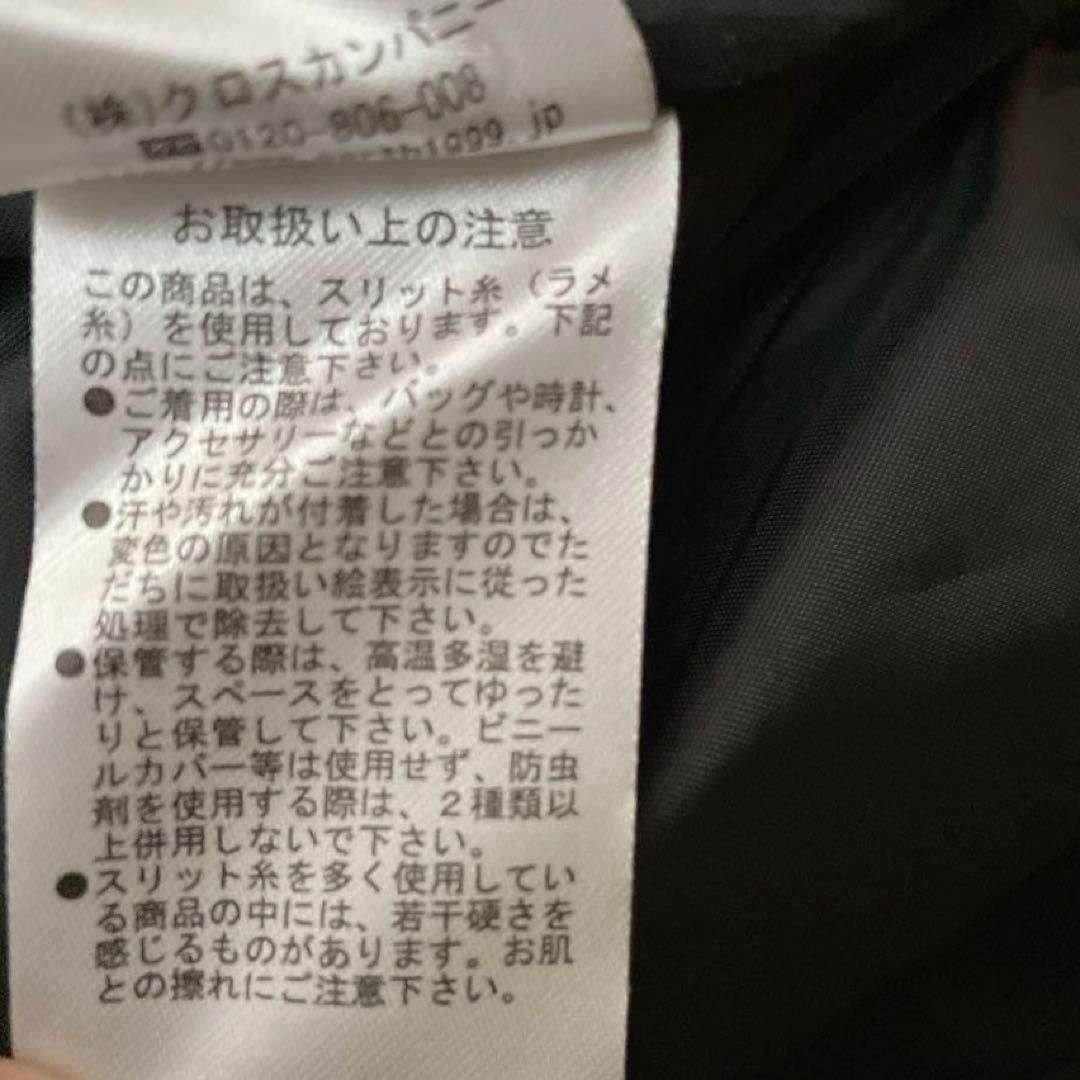 (株)クロスカンパニー
0120-806-008
1999.jp
お取扱い上の注意
この商品は、スリット糸(ラメ
糸)を使用しております。下記
の点にご注意下さい。
●ご着用の際は、バッグや時計、
アクセサリーなどとの引っか
かりに充分ご注意下さい。
●汗や汚れが付着した場合は、
変色の原因となりますのでた
だちに取扱い絵表示に従った
処理で除去して下さい。
●保管する際は、高温多湿を避
け、スペースをとってゆった
りと保管して下さい。ビニー
ルカバー等は使用せず、防虫
剤を使用する際は、2種類以
上併用しないで下さい。
●スリット糸を多く使用してい
る商品の中には、若干硬さを
感じるものがあります。お肌
との擦れにご注意下さい。